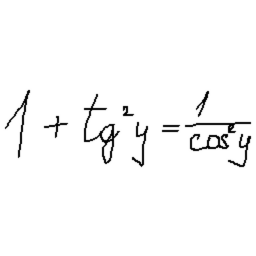 1 + tg²y = 1/cos²y